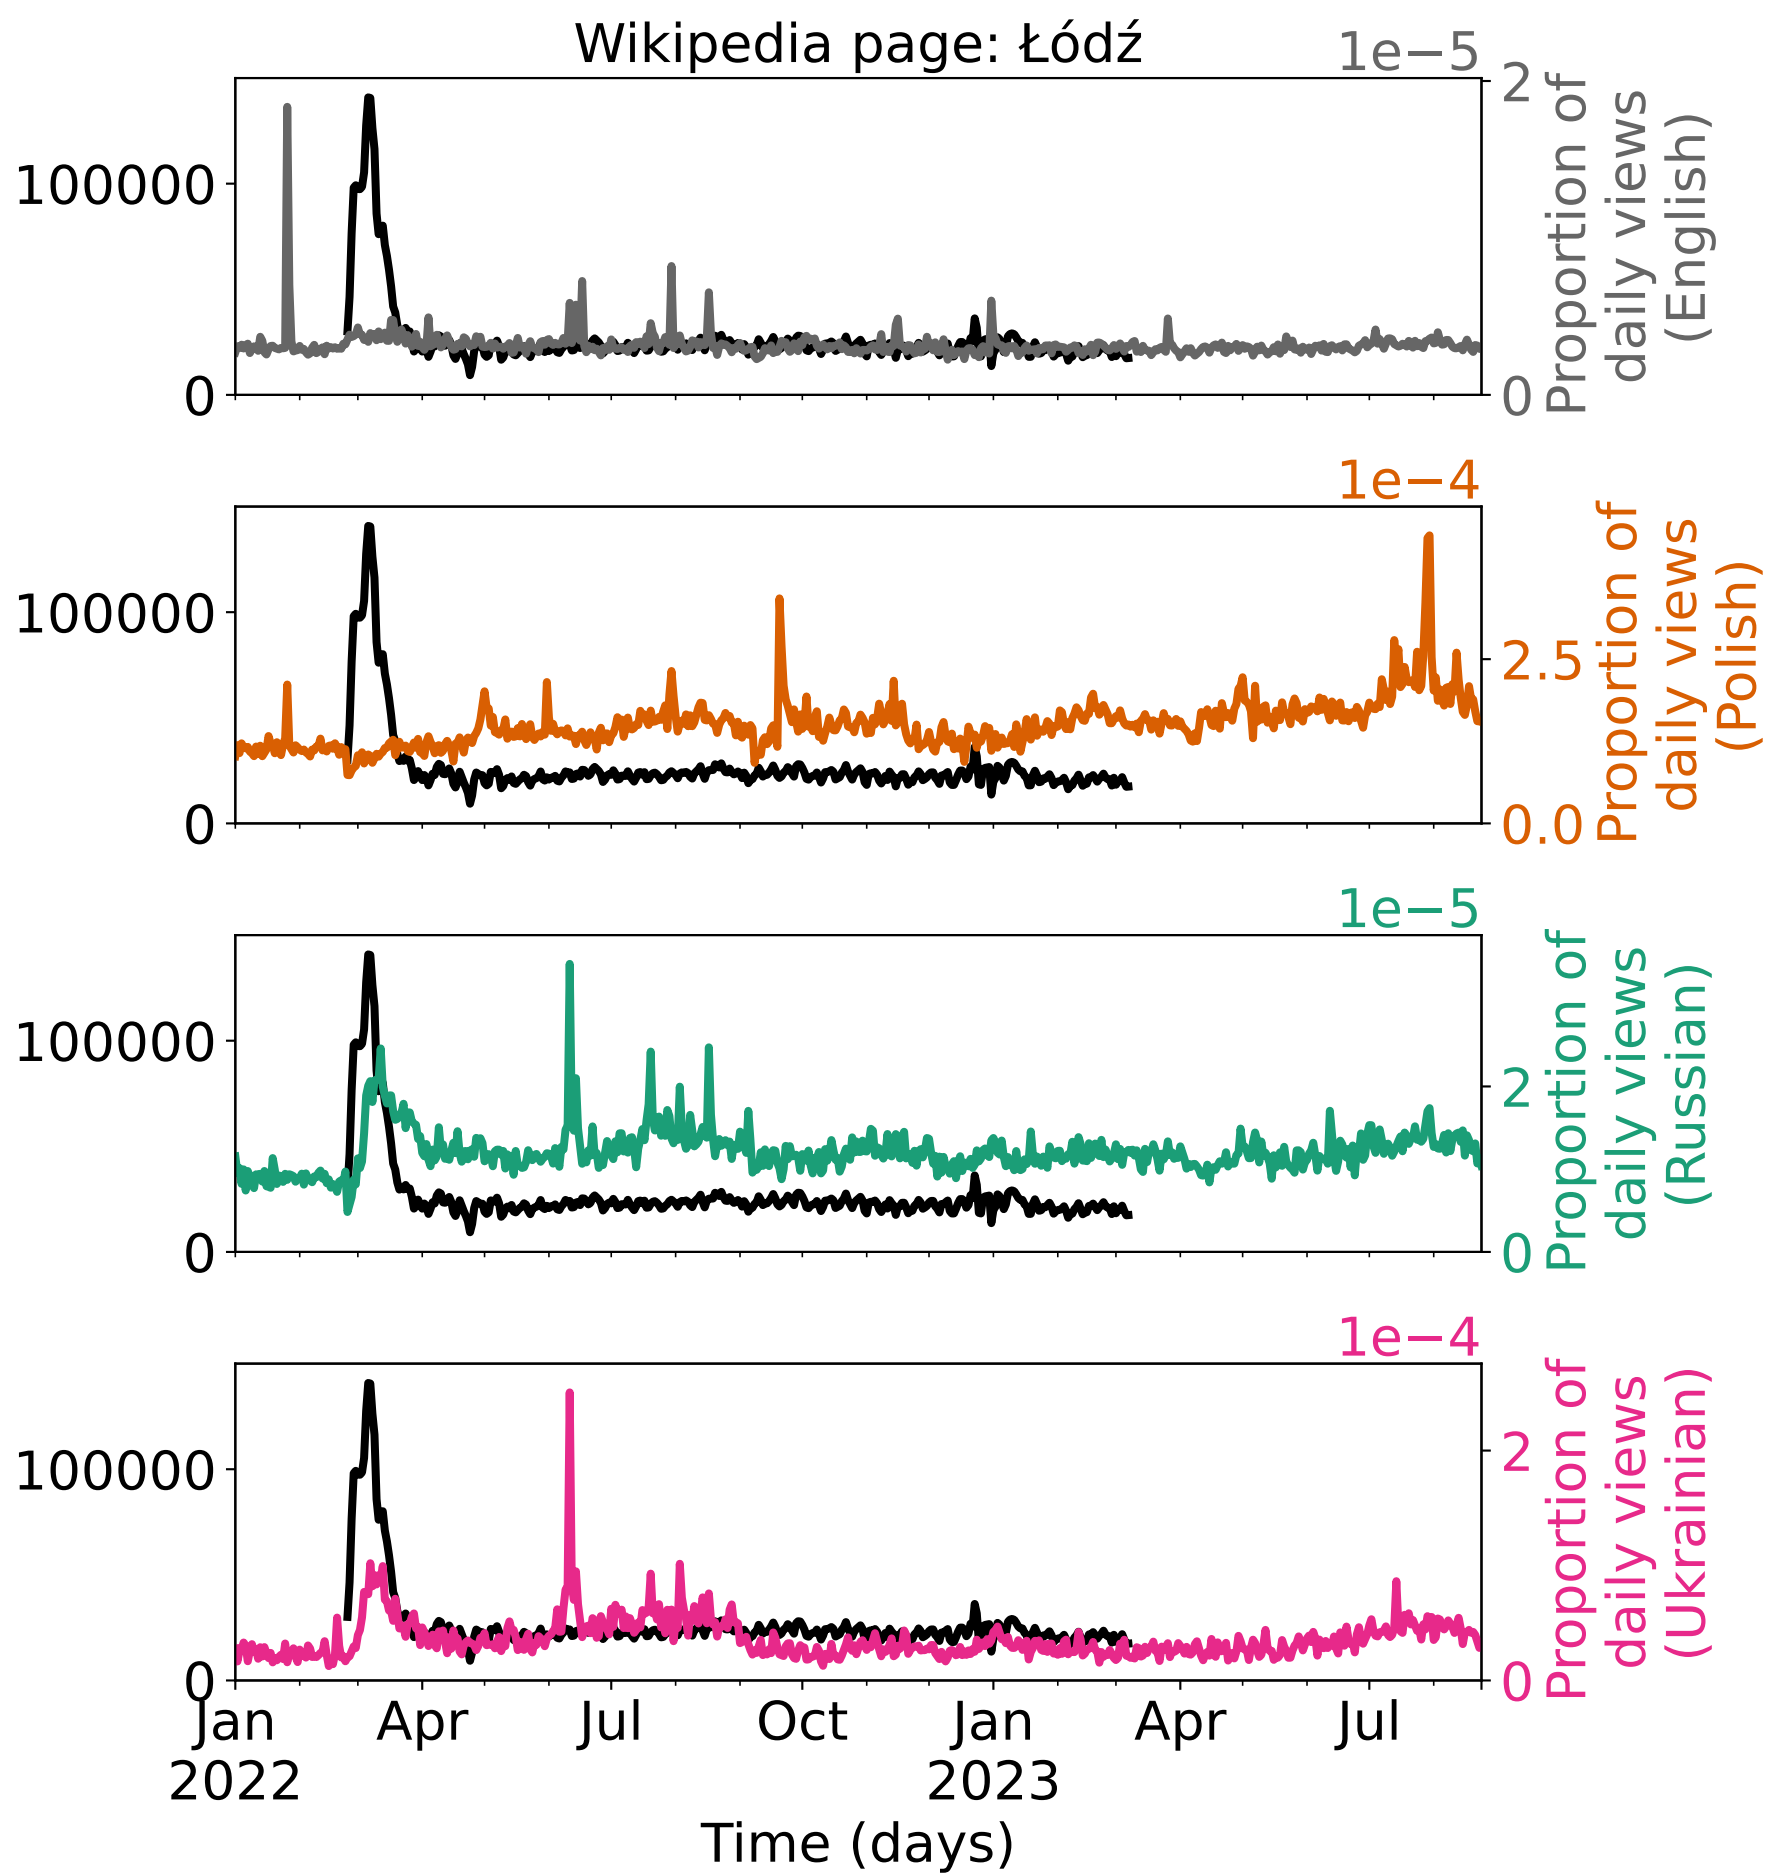 Wikipedia page: Łódź
1e−5
100000
0
2
0
Proportion of
daily views
(English)
1e−4
100000
0
2.5
0.0
Proportion of
daily views
(Polish)
1e−5
100000
0
2
0
Proportion of
daily views
(Russian)
1e−4
100000
0
2
0
Proportion of
daily views
(Ukrainian)
Jan Apr Jul Oct Jan Apr Jul
2022 2023
Time (days)